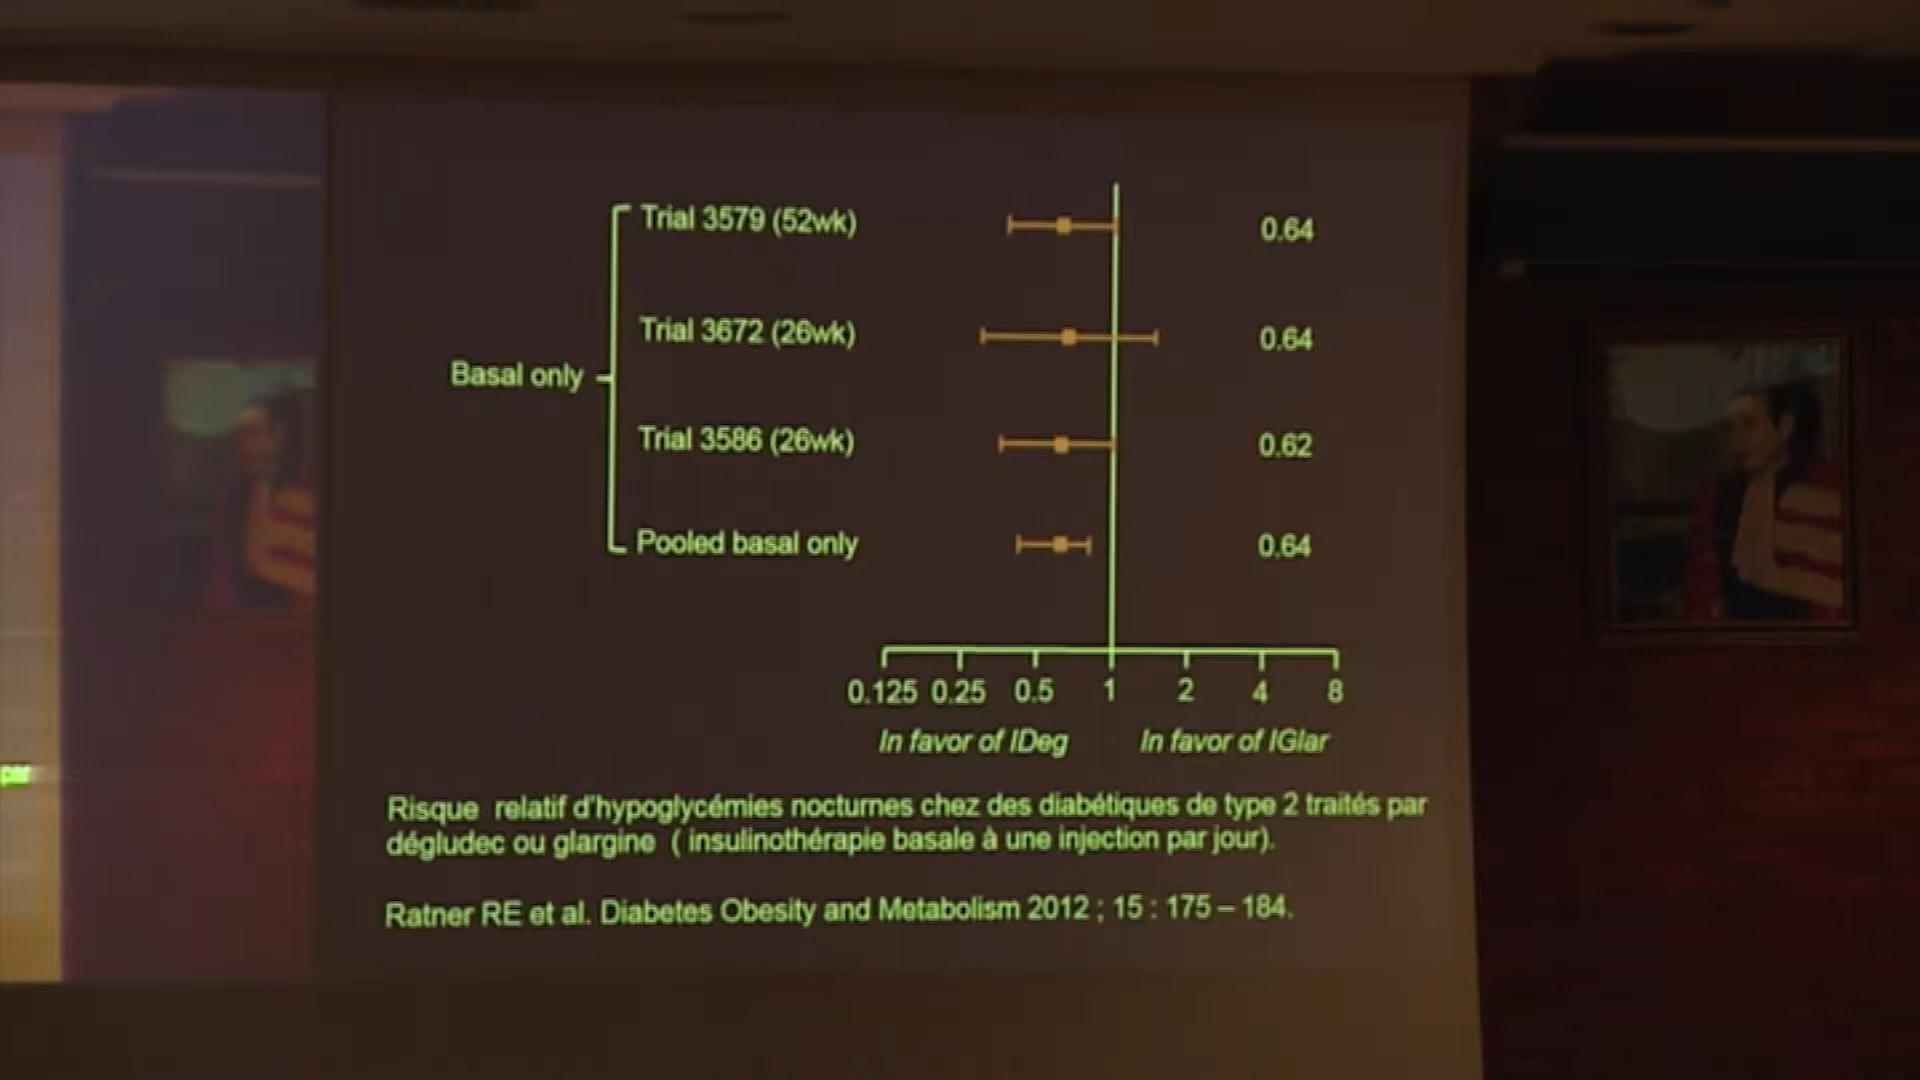 Trial 3579 (52wk) 0.64
Trial 3672 (26wk) 0.64
Basal only
Trial 3586 (26wk) 0.62
Pooled basal only 0.64
0.125 0.25 0.5 1 2 4 8
In favor of IDeg In favor of IGlar
par
Risque relatif d'hypoglycémies nocturnes chez des diabétiques de type 2 traités par
dégludec ou glargine ( insulinothérapie basale à une injection par jour).
Ratner RE et al. Diabetes Obesity and Metabolism 2012 ; 15 : 175 – 184.